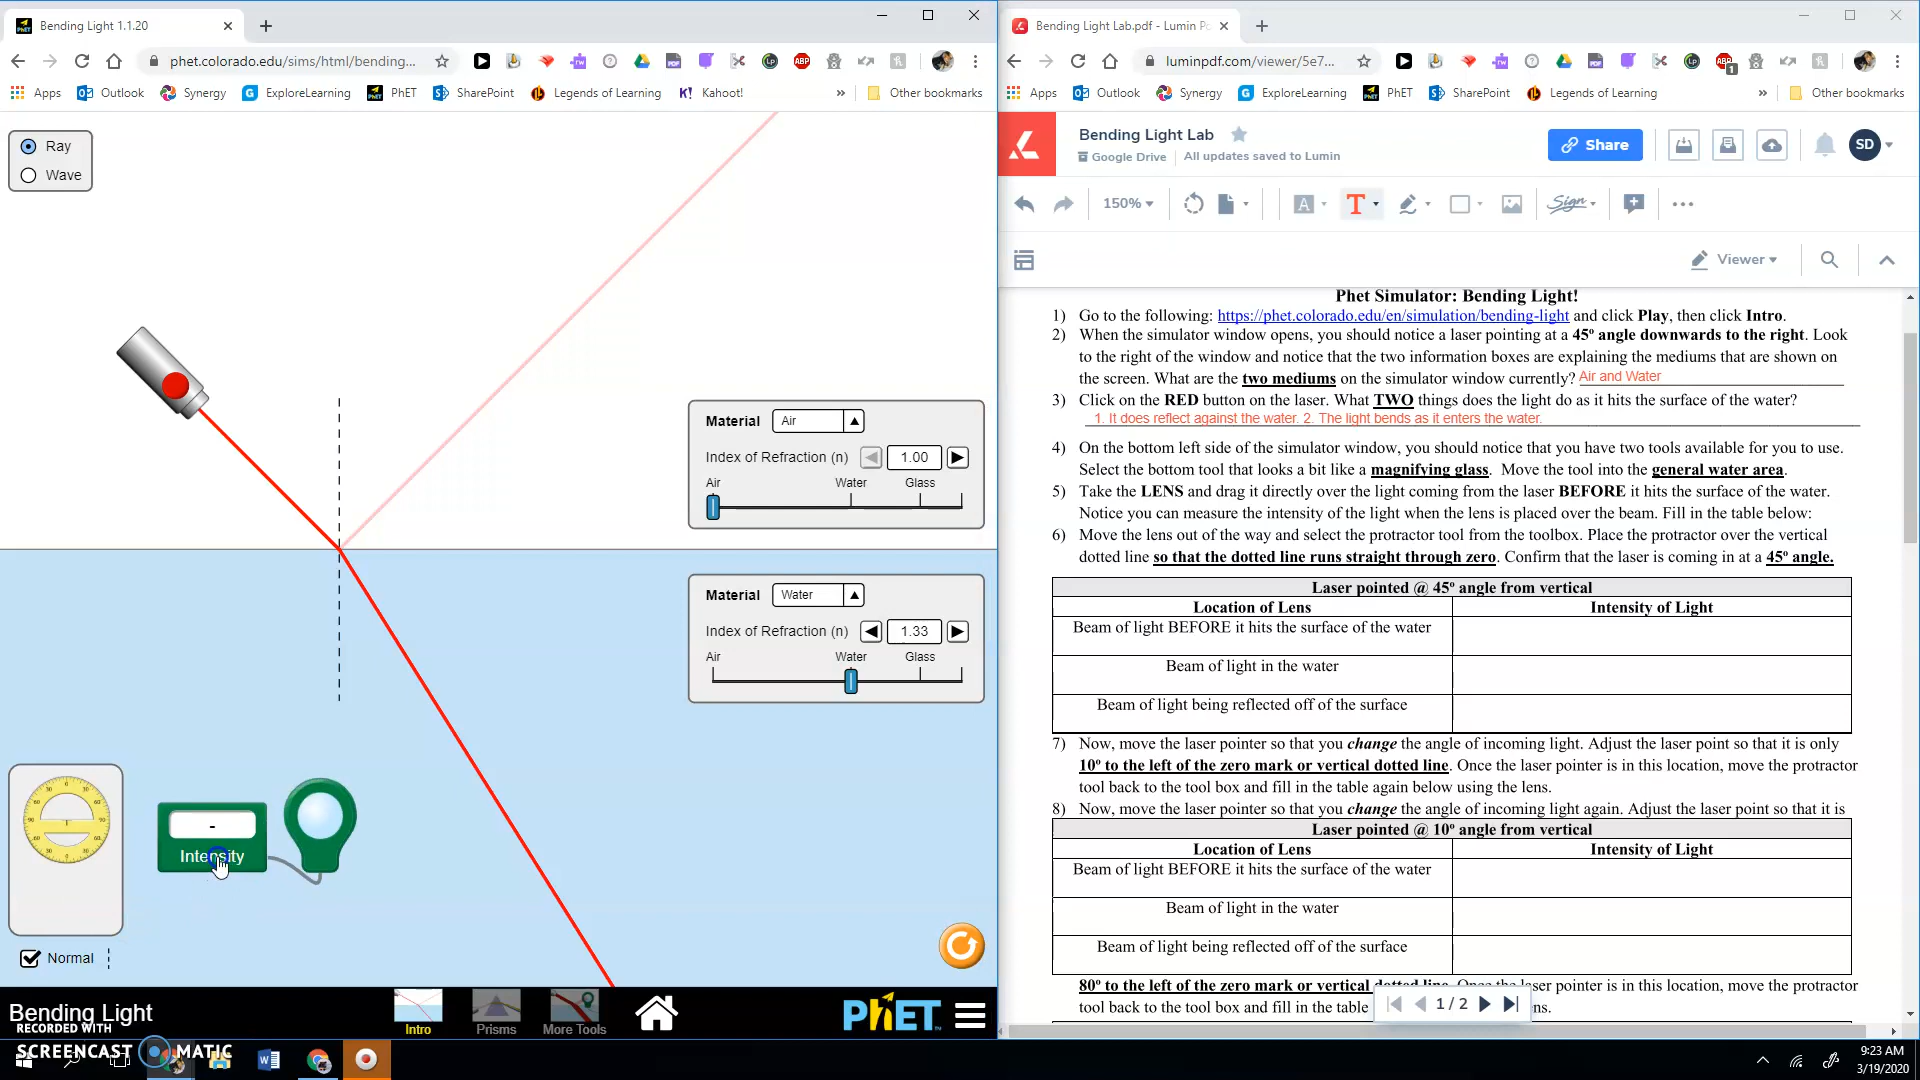 Bending Light 1.1.20
phet.colorado.edu/sims/html/bending...
Apps Outlook Synergy ExploreLearning PhET SharePoint Legends of Learning Kahoot! » Other bookmarks
Ray
Wave
Material Air
Index of Refraction (n) 1.00
Air Water Glass
Material Water
Index of Refraction (n) 1.33
Air Water Glass
-
Intensity
Normal
Bending Light
Intro Prisms More Tools
PhET
RECORDED WITH
SCREENCAST MATIC
Bending Light Lab.pdf - Lumin P
luminpdf.com/viewer/5e7...
Apps Outlook Synergy ExploreLearning PhET SharePoint Legends of Learning » Other bookmarks
Bending Light Lab
Google Drive All updates saved to Lumin
Share
SD
150%
A T Sign
Viewer
Phet Simulator: Bending Light!
1) Go to the following: https://phet.colorado.edu/en/simulation/bending-light and click Play, then click Intro.
2) When the simulator window opens, you should notice a laser pointing at a 45º angle downwards to the right. Look
to the right of the window and notice that the two information boxes are explaining the mediums that are shown on
the screen. What are the two mediums on the simulator window currently? Air and Water
3) Click on the RED button on the laser. What TWO things does the light do as it hits the surface of the water?
1. It does reflect against the water. 2. The light bends as it enters the water.
4) On the bottom left side of the simulator window, you should notice that you have two tools available for you to use.
Select the bottom tool that looks a bit like a magnifying glass. Move the tool into the general water area.
5) Take the LENS and drag it directly over the light coming from the laser BEFORE it hits the surface of the water.
Notice you can measure the intensity of the light when the lens is placed over the beam. Fill in the table below:
6) Move the lens out of the way and select the protractor tool from the toolbox. Place the protractor over the vertical
dotted line so that the dotted line runs straight through zero. Confirm that the laser is coming in at a 45º angle.
Laser pointed @ 45º angle from vertical
Location of Lens Intensity of Light
Beam of light BEFORE it hits the surface of the water
Beam of light in the water
Beam of light being reflected off of the surface
7) Now, move the laser pointer so that you change the angle of incoming light. Adjust the laser point so that it is only
10º to the left of the zero mark or vertical dotted line. Once the laser pointer is in this location, move the protractor
tool back to the tool box and fill in the table again below using the lens.
8) Now, move the laser pointer so that you change the angle of incoming light again. Adjust the laser point so that it is
Laser pointed @ 10º angle from vertical
Location of Lens Intensity of Light
Beam of light BEFORE it hits the surface of the water
Beam of light in the water
Beam of light being reflected off of the surface
80º to the left of the zero mark or vertical dotted line. Once the laser pointer is in this location, move the protractor
tool back to the tool box and fill in the table ns.
1 / 2
9:23 AM
3/19/2020